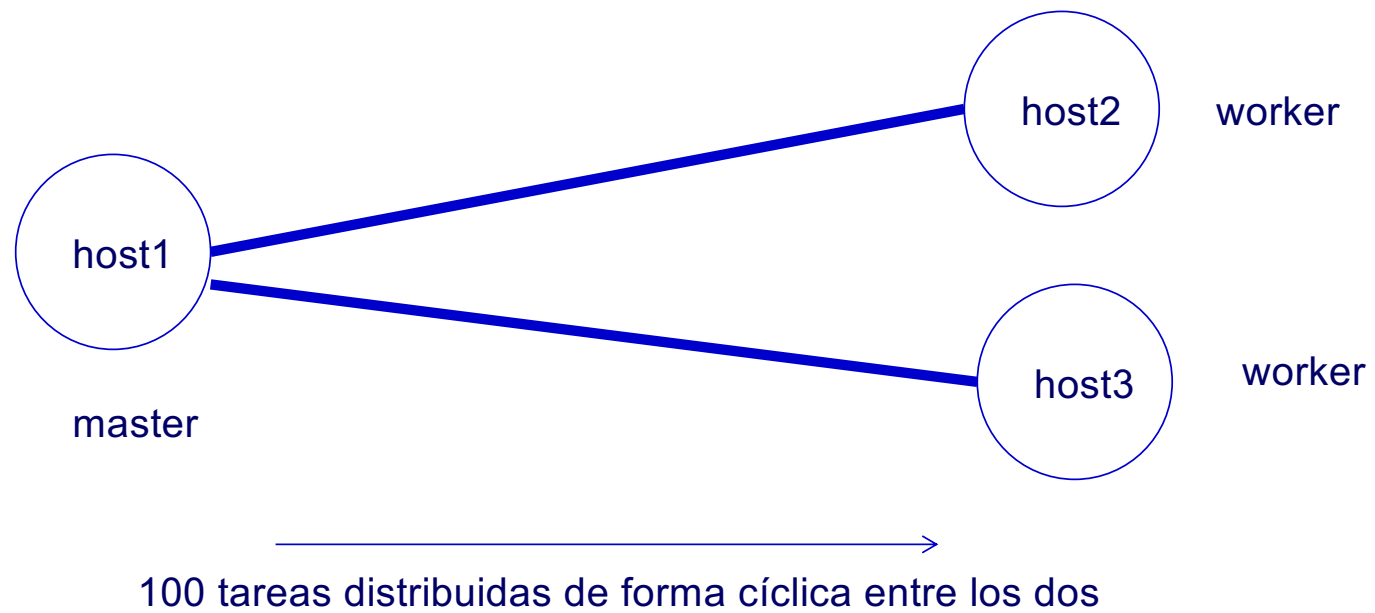 host2
worker
host1
host3
worker
master
100 tareas distribuidas de forma cíclica entre los dos